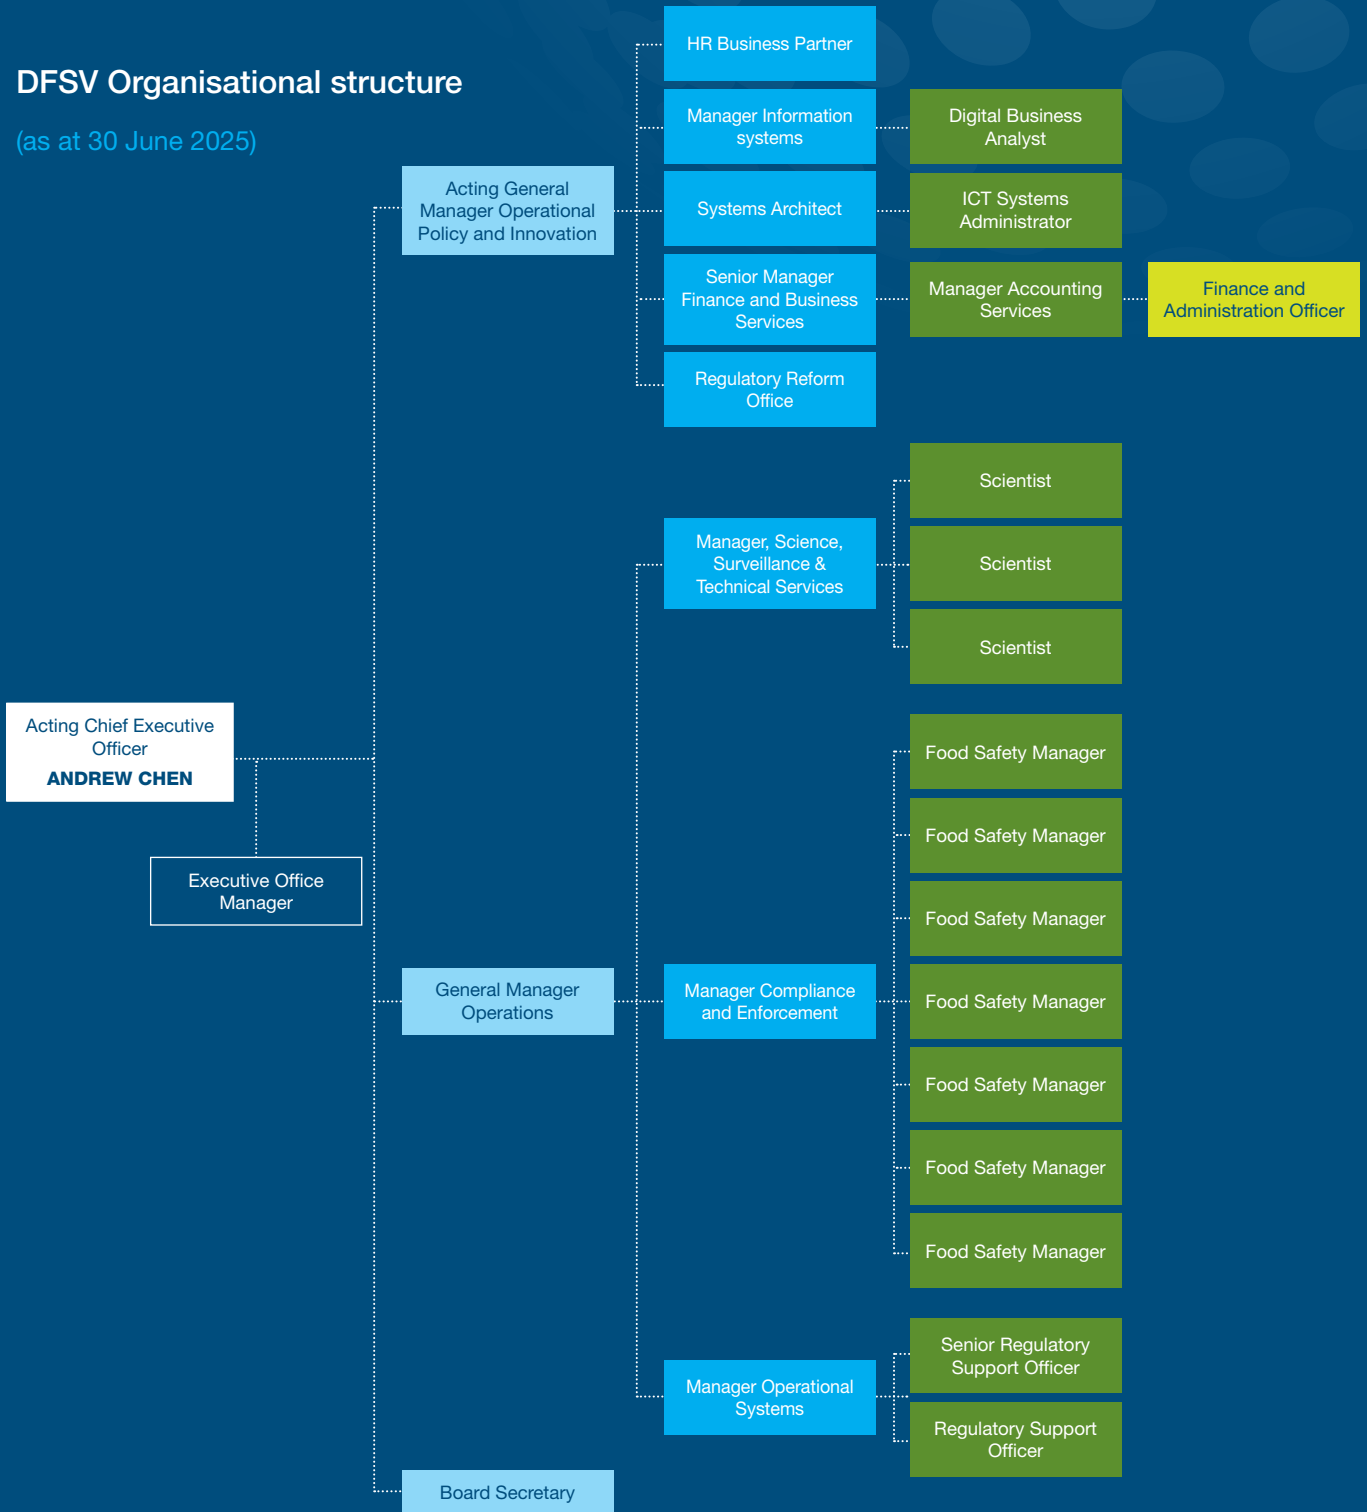 DFSV Organisational structure
(as at 30 June 2025)
HR Business Partner
Manager Information
systems
Digital Business
Analyst
Acting General
Manager Operational
Policy and Innovation
Systems Architect
ICT Systems
Administrator
Senior Manager
Finance and Business
Services
Manager Accounting
Services
Finance and
Administration Officer
Regulatory Reform
Office
Manager, Science,
Surveillance &
Technical Services
Scientist
Scientist
Scientist
Acting Chief Executive
Officer
ANDREW CHEN
Executive Office
Manager
General Manager
Operations
Manager Compliance
and Enforcement
Food Safety Manager
Food Safety Manager
Food Safety Manager
Food Safety Manager
Food Safety Manager
Food Safety Manager
Food Safety Manager
Manager Operational
Systems
Senior Regulatory
Support Officer
Regulatory Support
Officer
Board Secretary